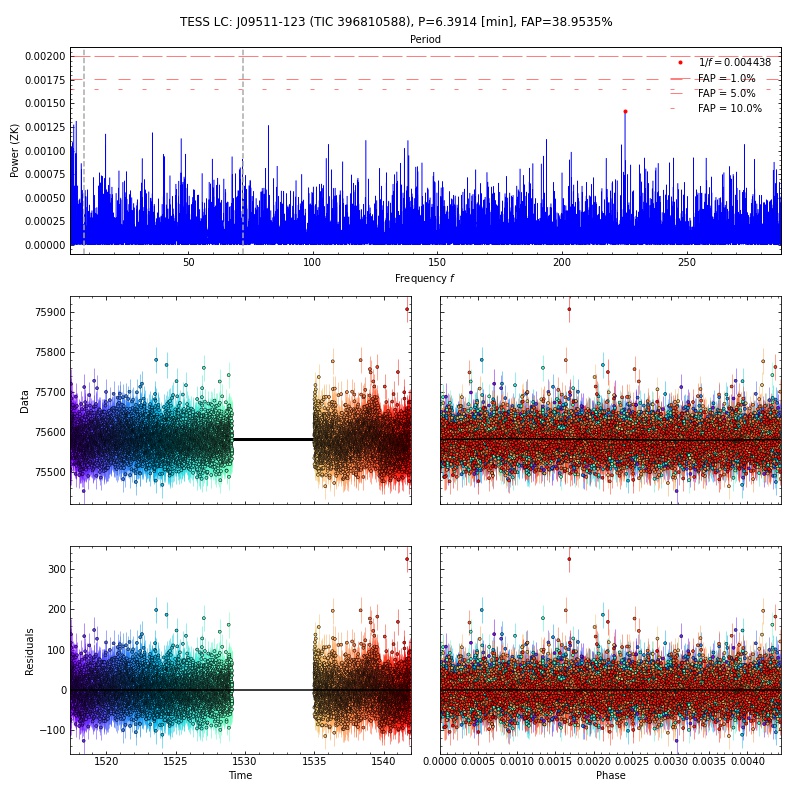 TESS LC: J09511-123 (TIC 396810588), P=6.3914 [min], FAP=38.9535%
Period
0.00200
0.00175
0.00150
0.00125
0.00100
0.00075
0.00050
0.00025
0.00000
Power (ZK)
1/f = 0.004438
FAP = 1.0%
FAP = 5.0%
FAP = 10.0%
50 100 150 200 250
Frequency f
75900
75800
75700
75600
75500
Data
300
200
100
0
−100
Residuals
1520 1525 1530 1535 1540
Time
0.0000 0.0005 0.0010 0.0015 0.0020 0.0025 0.0030 0.0035 0.0040
Phase